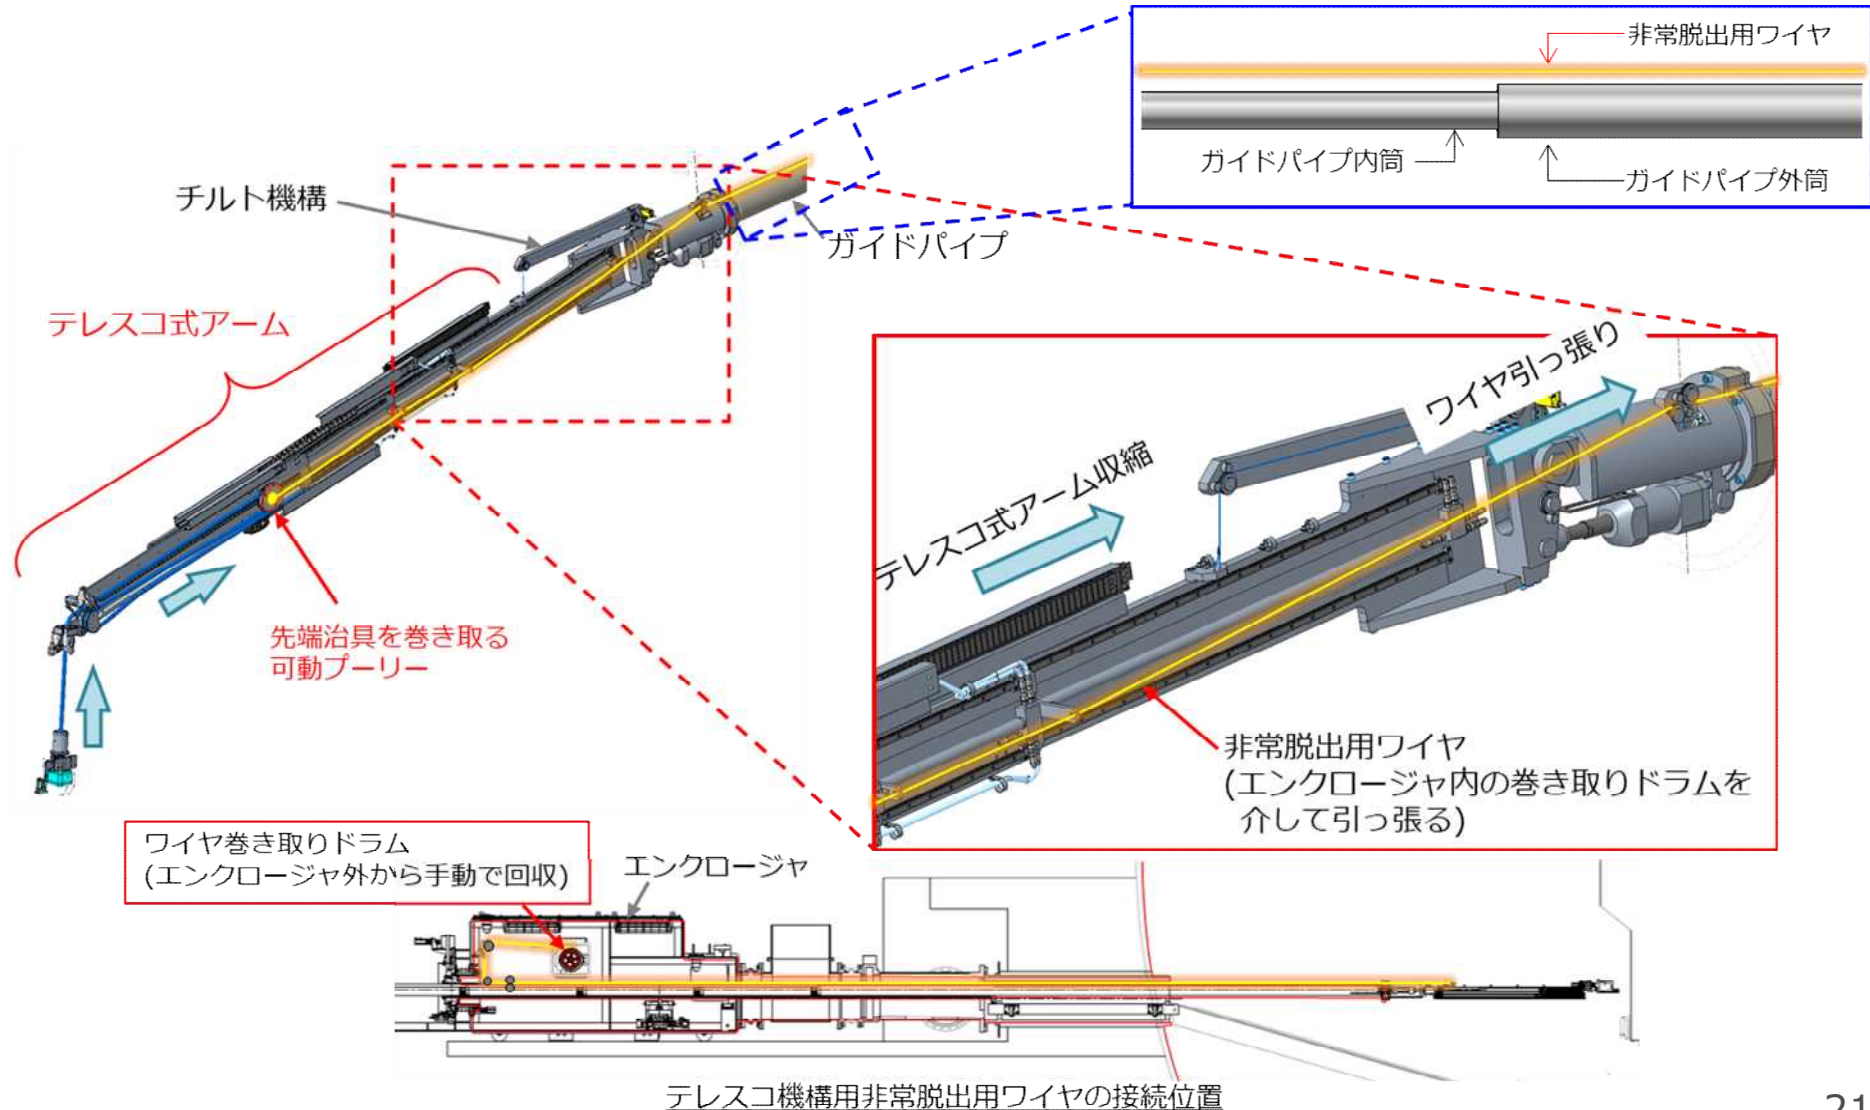 非常脱出用ワイヤ
ガイドパイプ内筒
ガイドパイプ外筒
チルト機構
ガイドパイプ
テレスコ式アーム
ワイヤ引っ張り
テレスコ式アーム収縮
先端治具を巻き取る
可動プーリー
非常脱出用ワイヤ
(エンクロージャ内の巻き取りドラムを
介して引っ張る)
ワイヤ巻き取りドラム
(エンクロージャ外から手動で回収)
エンクロージャ
テレスコ機構用非常脱出用ワイヤの接続位置
21